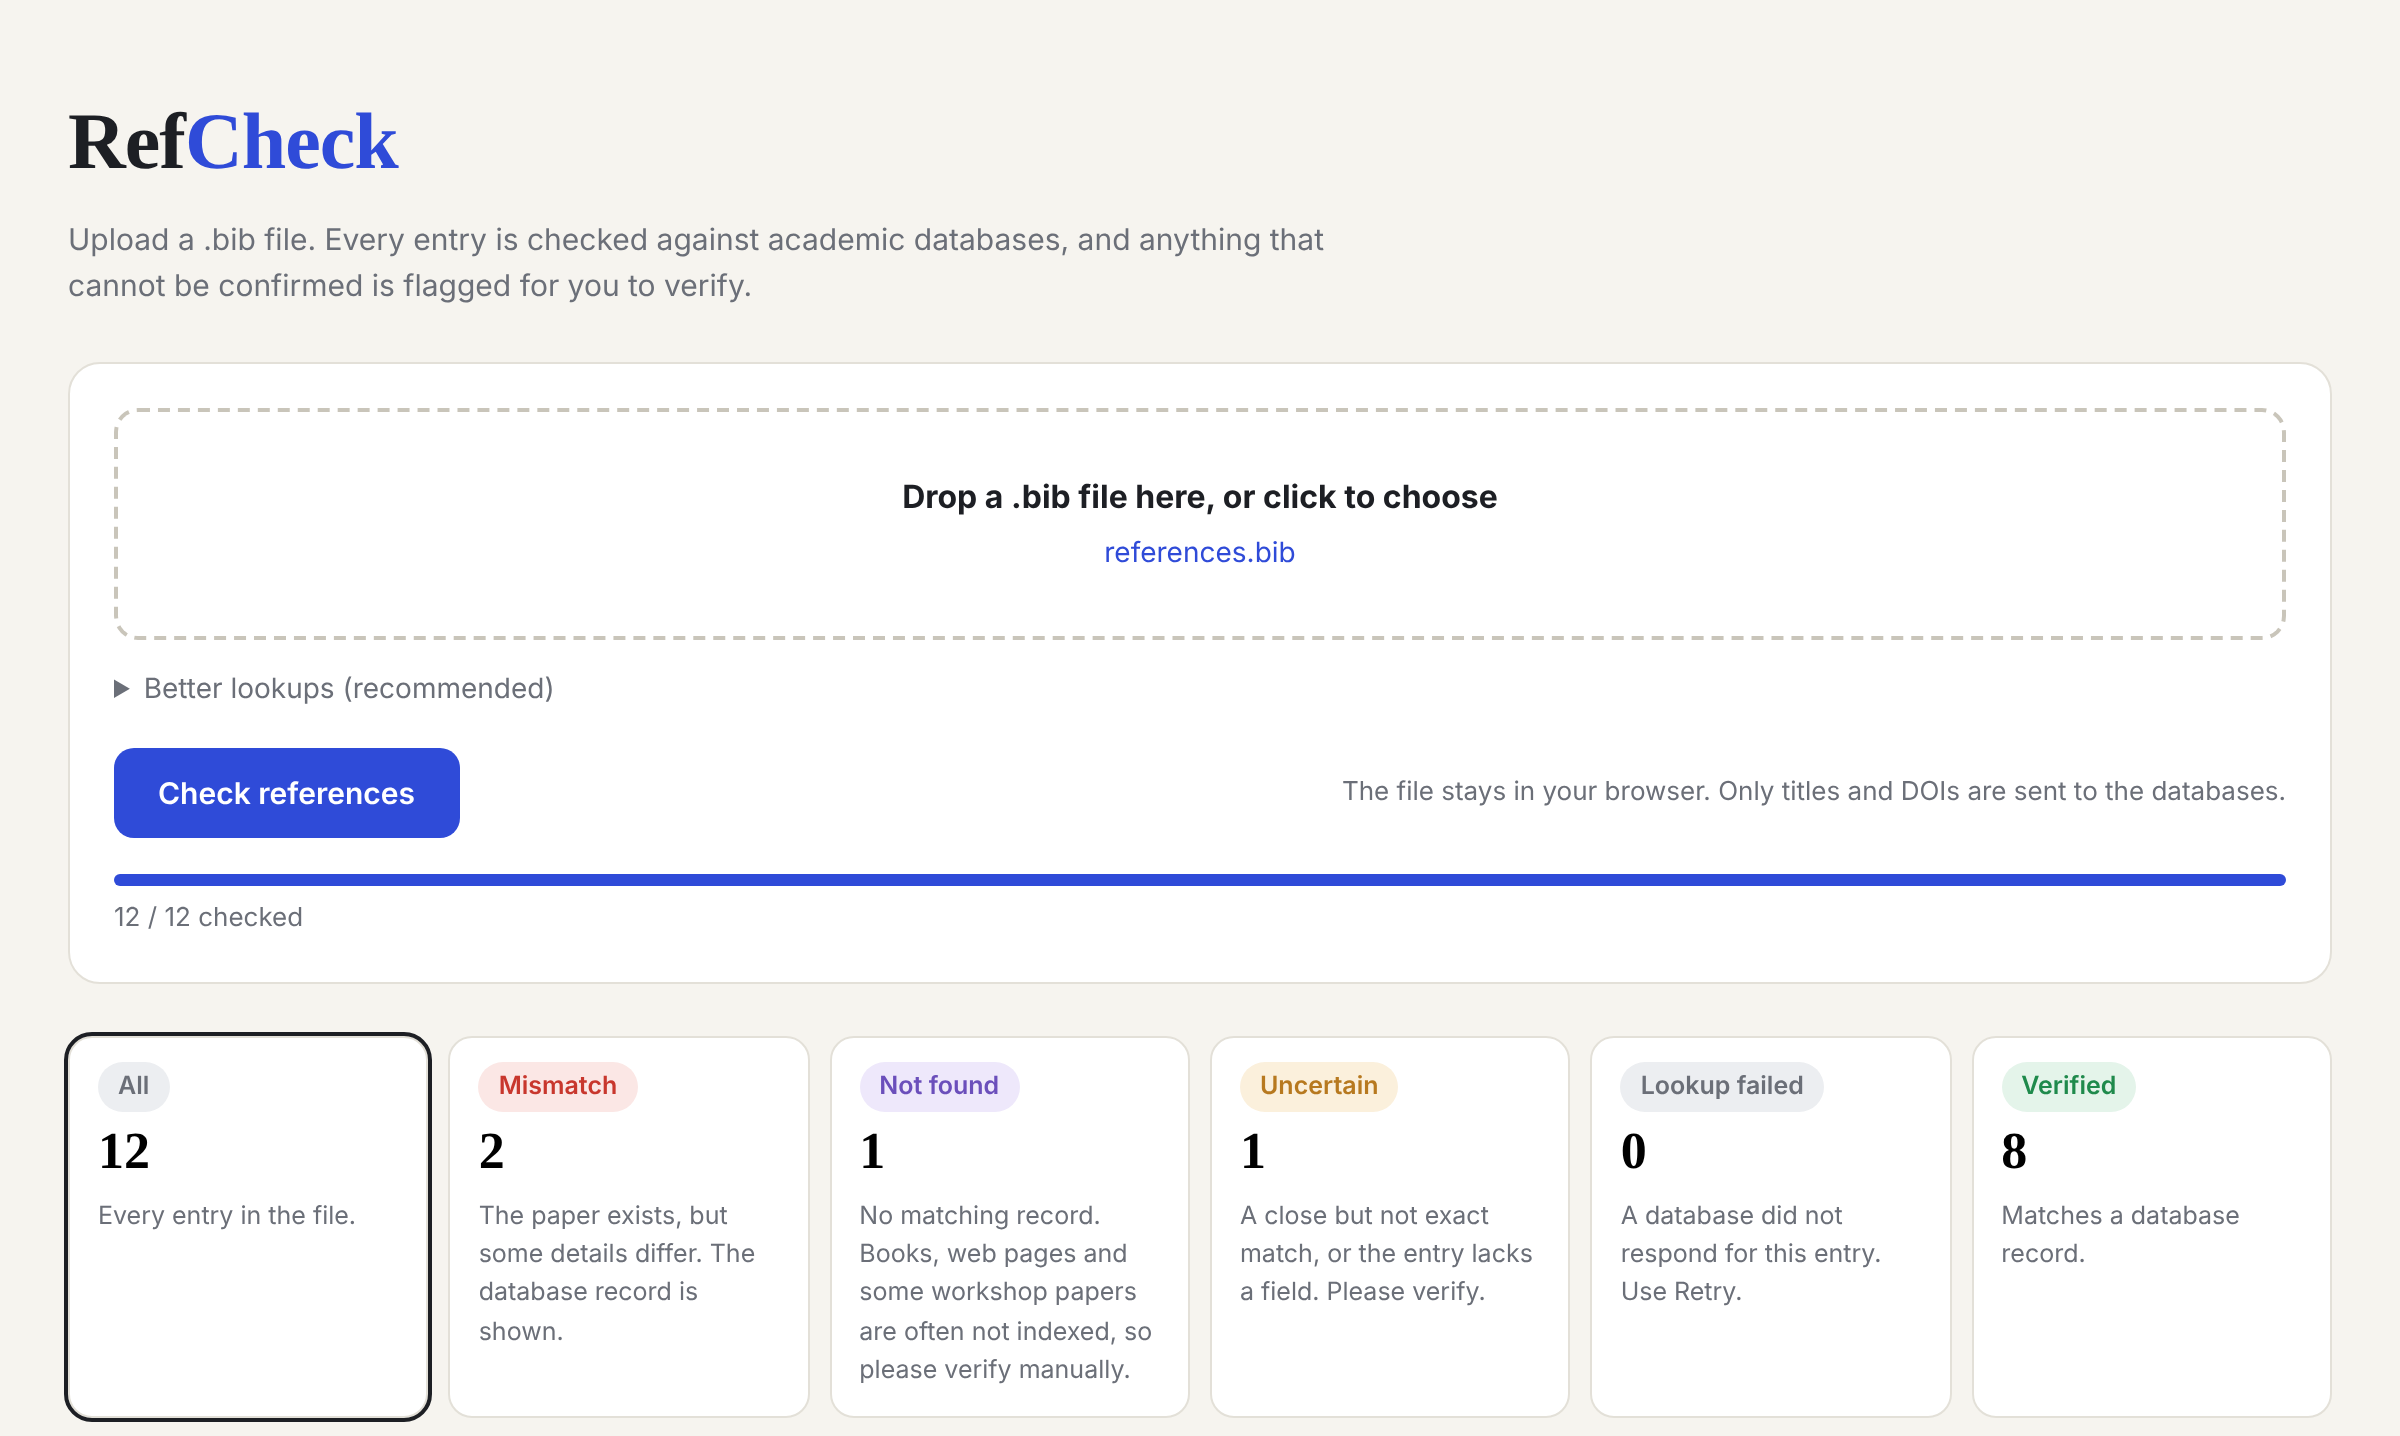 RefCheck
Upload a .bib file. Every entry is checked against academic databases, and anything that
cannot be confirmed is flagged for you to verify.
Drop a .bib file here, or click to choose
references.bib
Better lookups (recommended)
Check references
The file stays in your browser. Only titles and DOIs are sent to the databases.
12 / 12 checked
All
12
Every entry in the file.
Mismatch
2
The paper exists, but
some details differ. The
database record is
shown.
Not found
1
No matching record.
Books, web pages and
some workshop papers
are often not indexed, so
please verify manually.
Uncertain
1
A close but not exact
match, or the entry lacks
a field. Please verify.
Lookup failed
0
A database did not
respond for this entry.
Use Retry.
Verified
8
Matches a database
record.